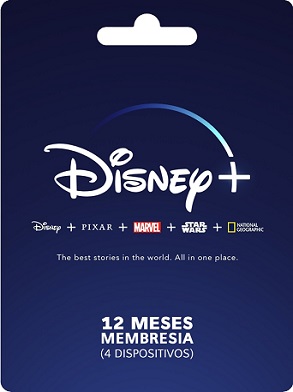 Disney+
Disney + PIXAR + MARVEL + STAR WARS + NATIONAL GEOGRAPHIC
The best stories in the world. All in one place.
12 MESES
MEMBRESIA
(4 DISPOSITIVOS)